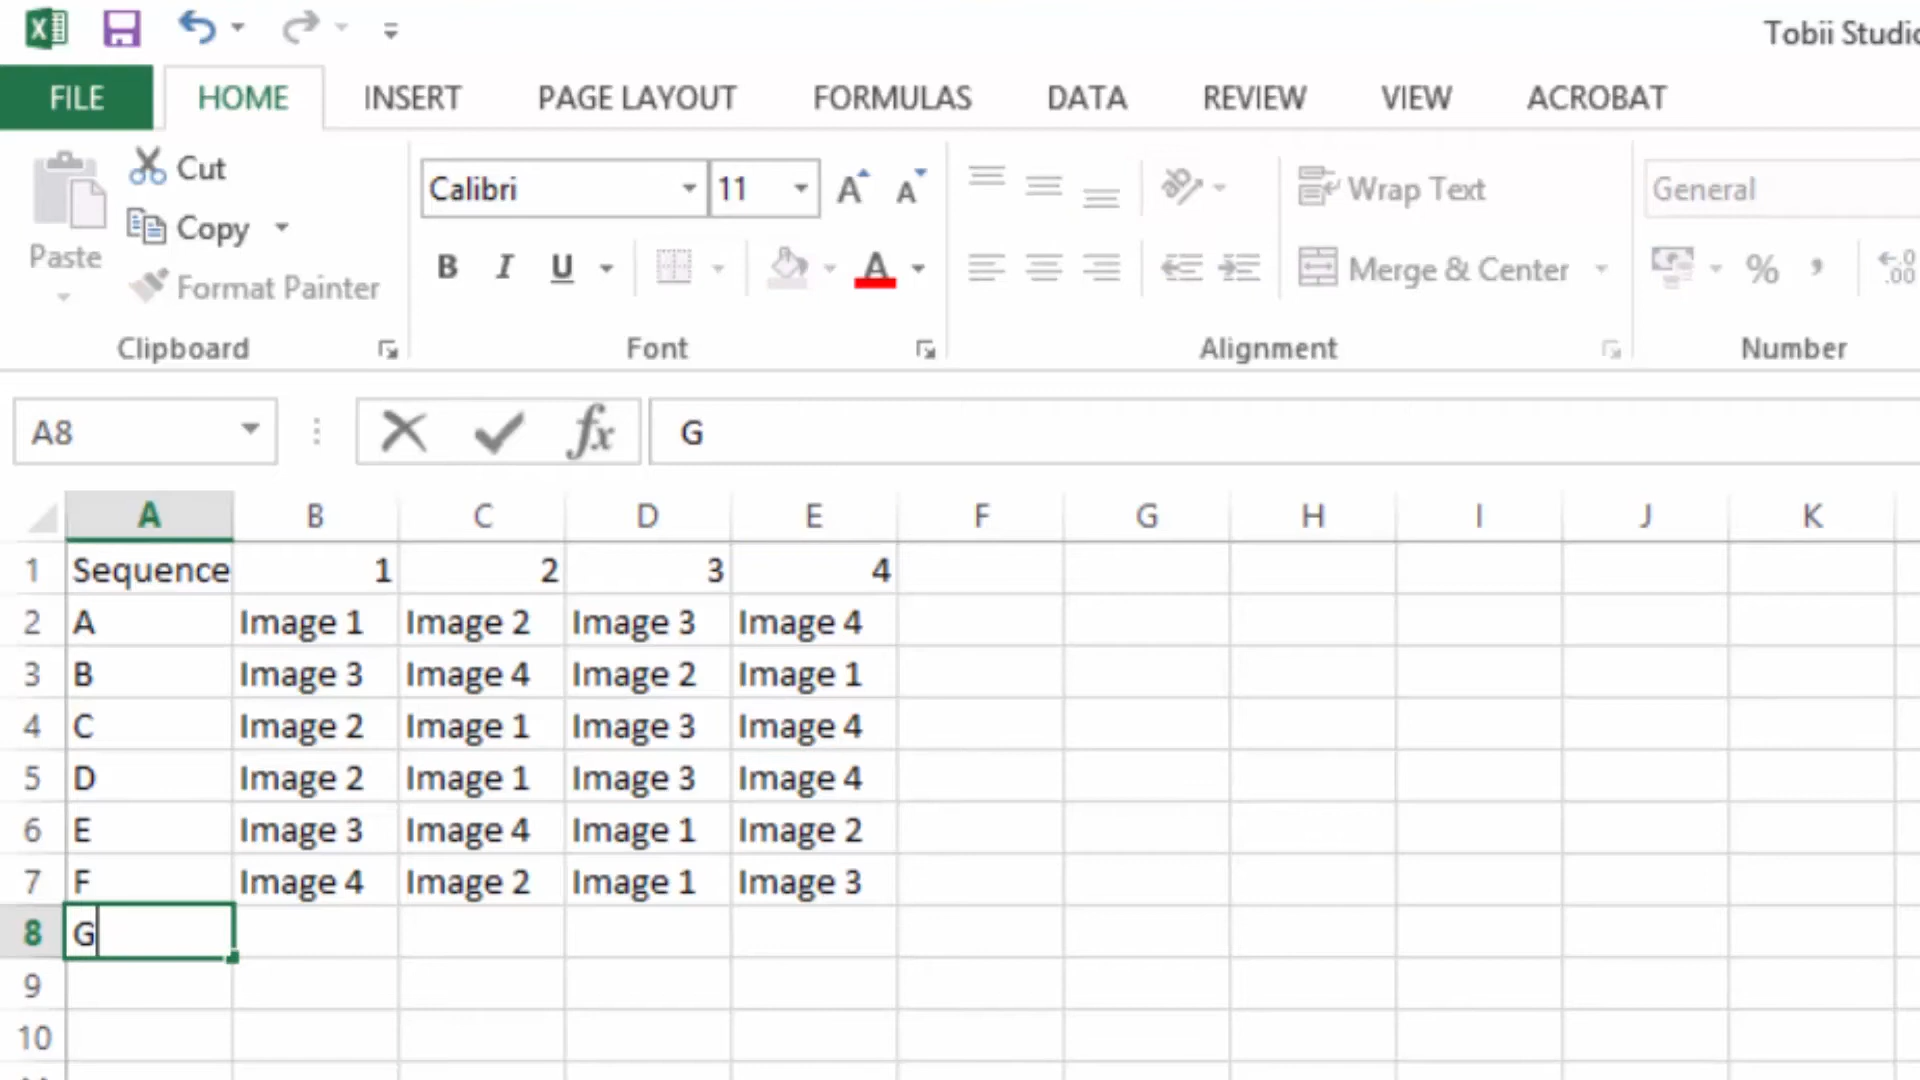 Tobii Studio
FILE HOME INSERT PAGE LAYOUT FORMULAS DATA REVIEW VIEW ACROBAT
Cut
Copy
Paste
Format Painter
Clipboard
Calibri 11
B I U
Font
Wrap Text
Merge & Center
Alignment
General
% ,
Number
A8 fx G
A B C D E F G H I J K
1 Sequence 1 2 3 4
2 A Image 1 Image 2 Image 3 Image 4
3 B Image 3 Image 4 Image 2 Image 1
4 C Image 2 Image 1 Image 3 Image 4
5 D Image 2 Image 1 Image 3 Image 4
6 E Image 3 Image 4 Image 1 Image 2
7 F Image 4 Image 2 Image 1 Image 3
8 G
9
10